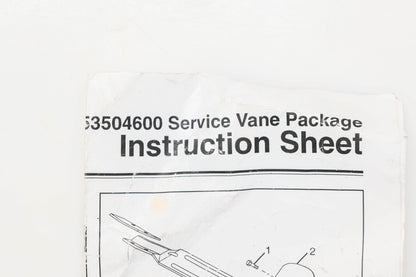 53504600 Service Vane Package
Instruction Sheet
1
2